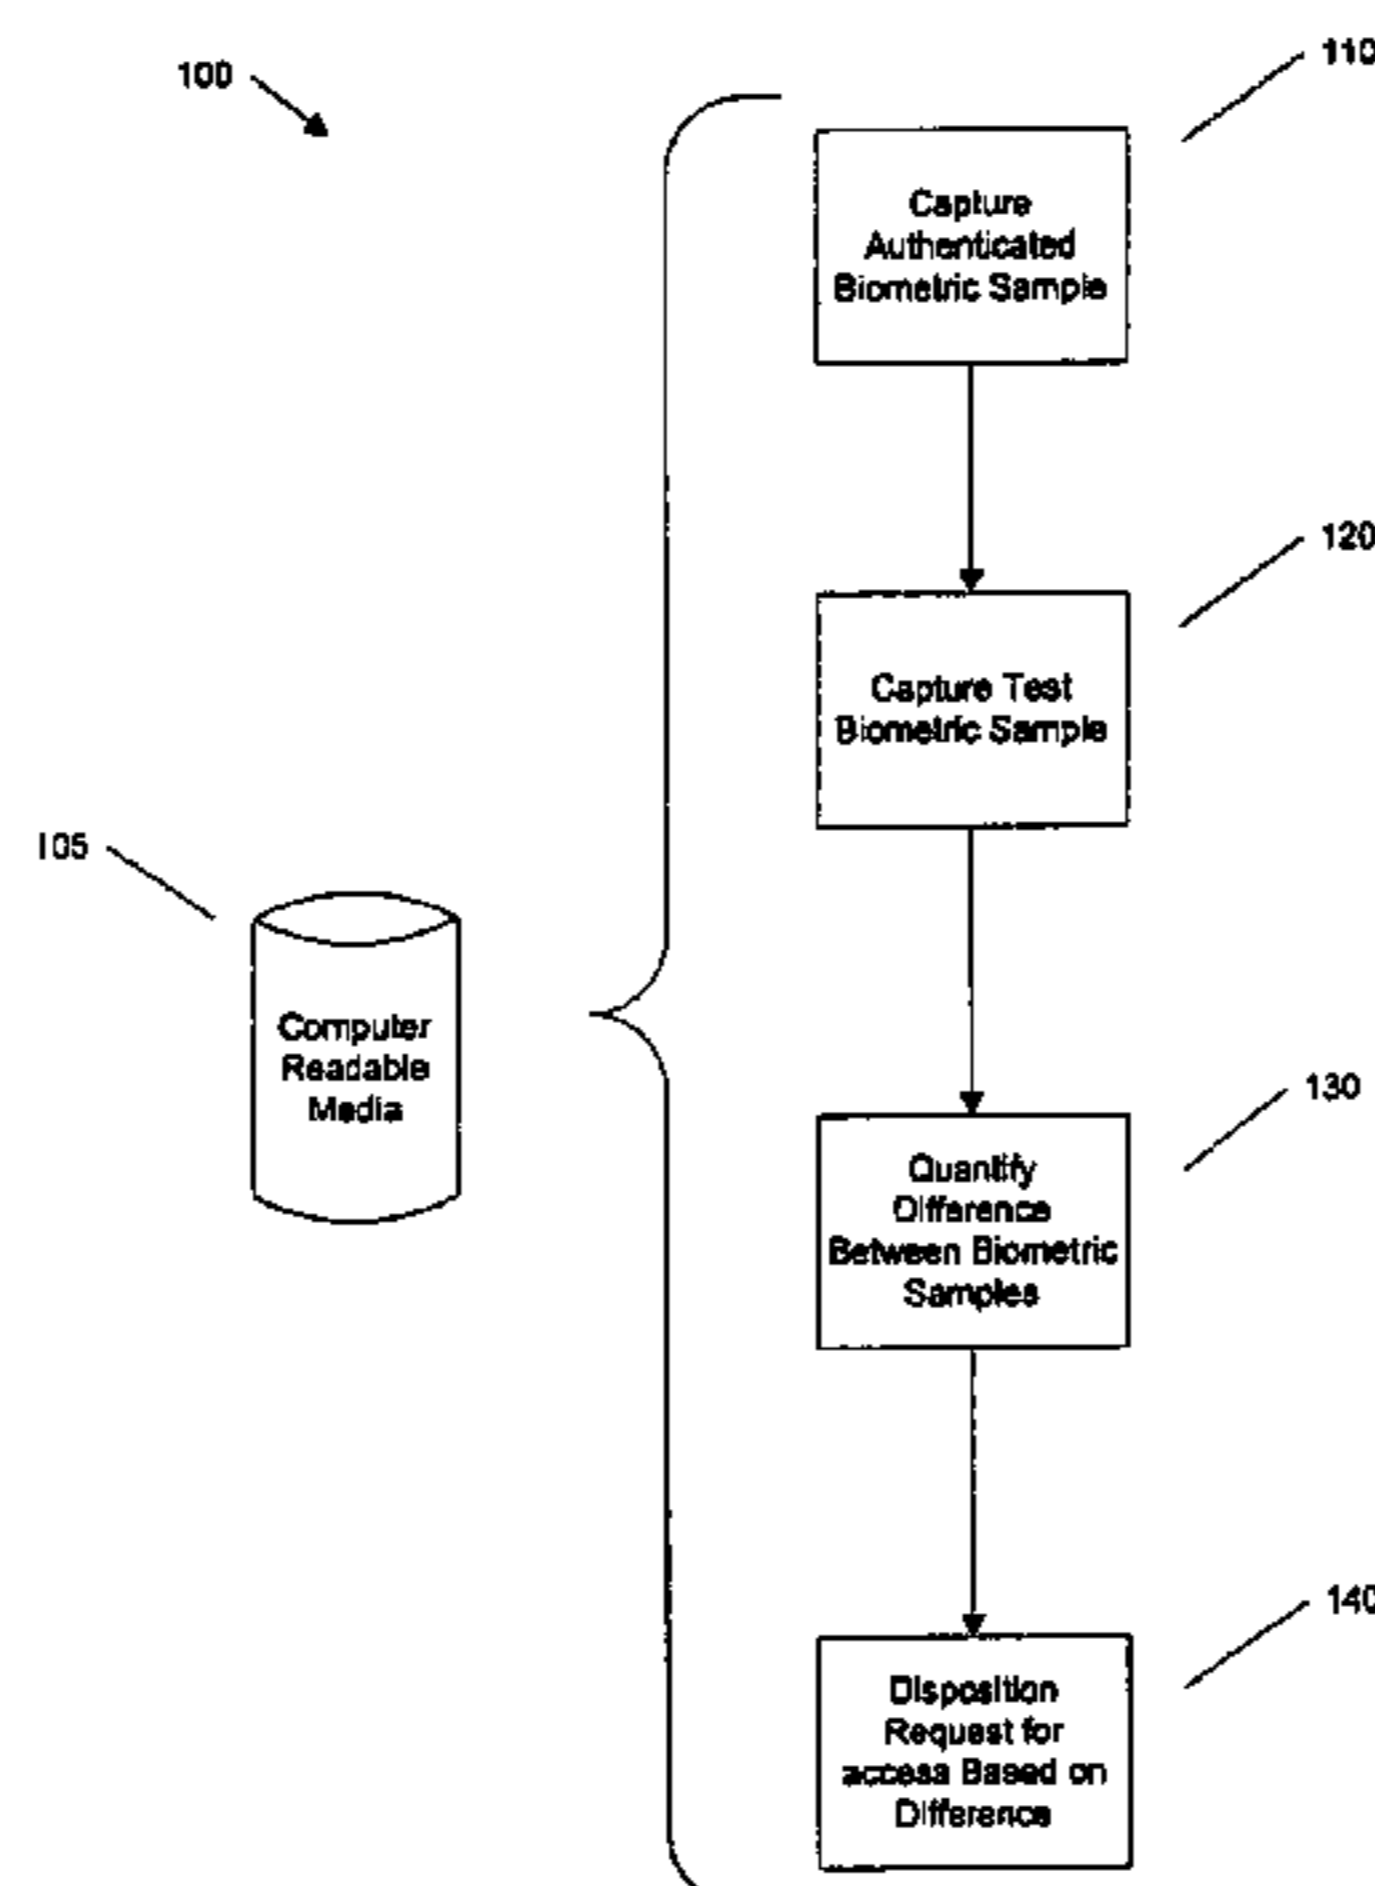 100
110
Capture
Authenticated
Biometric Sample
120
Capture Test
Biometric Sample
105
Computer
Readable
Media
130
Quantify
Difference
Between Biometric
Samples
140
Disposition
Request for
access Based on
Difference